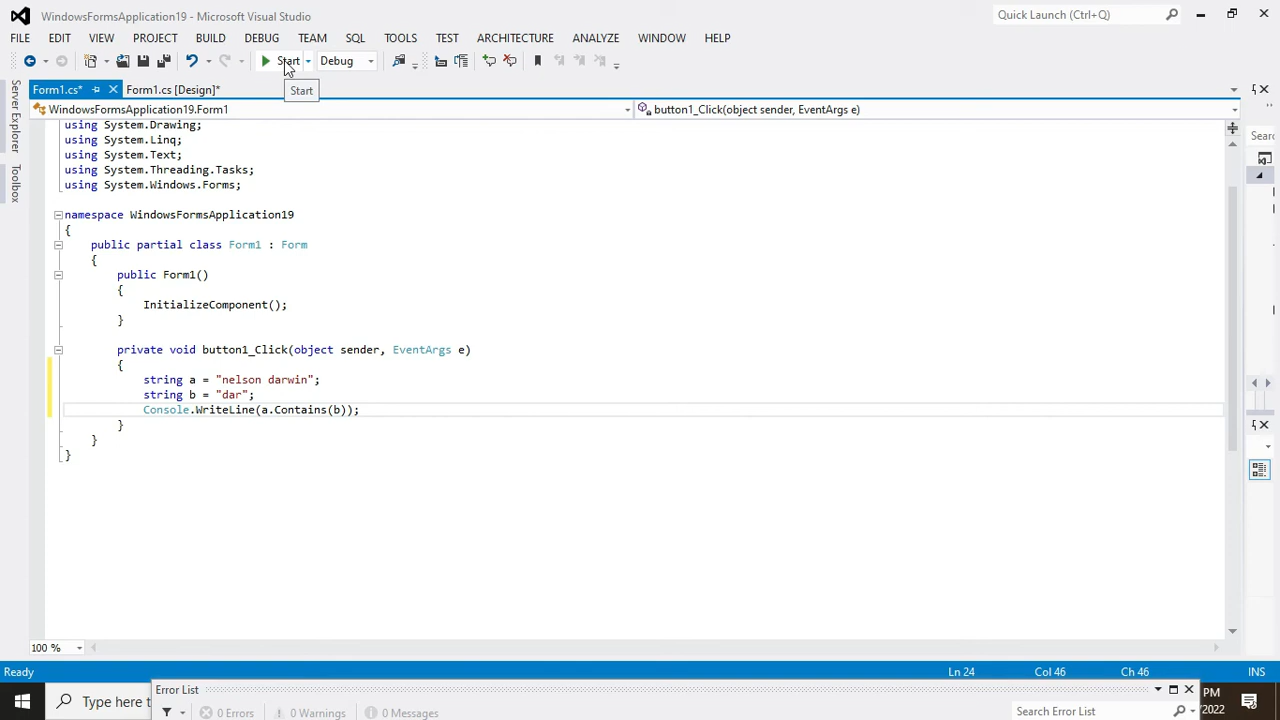 WindowsFormsApplication19 - Microsoft Visual Studio
Quick Launch (Ctrl+Q)
FILE EDIT VIEW PROJECT BUILD DEBUG TEAM SQL TOOLS TEST ARCHITECTURE ANALYZE WINDOW HELP
Start Debug
Form1.cs* Form1.cs [Design]*
Start
WindowsFormsApplication19.Form1 button1_Click(object sender, EventArgs e)
Server Explorer
Toolbox
Searc
using System.Drawing;
using System.Linq;
using System.Text;
using System.Threading.Tasks;
using System.Windows.Forms;
namespace WindowsFormsApplication19
{
public partial class Form1 : Form
{
public Form1()
{
InitializeComponent();
}
private void button1_Click(object sender, EventArgs e)
{
string a = "nelson darwin";
string b = "dar";
Console.WriteLine(a.Contains(b));
}
}
}
100 %
Ready Ln 24 Col 46 Ch 46 INS
Type here t
Error List
0 Errors 0 Warnings 0 Messages
Search Error List
PM
/2022